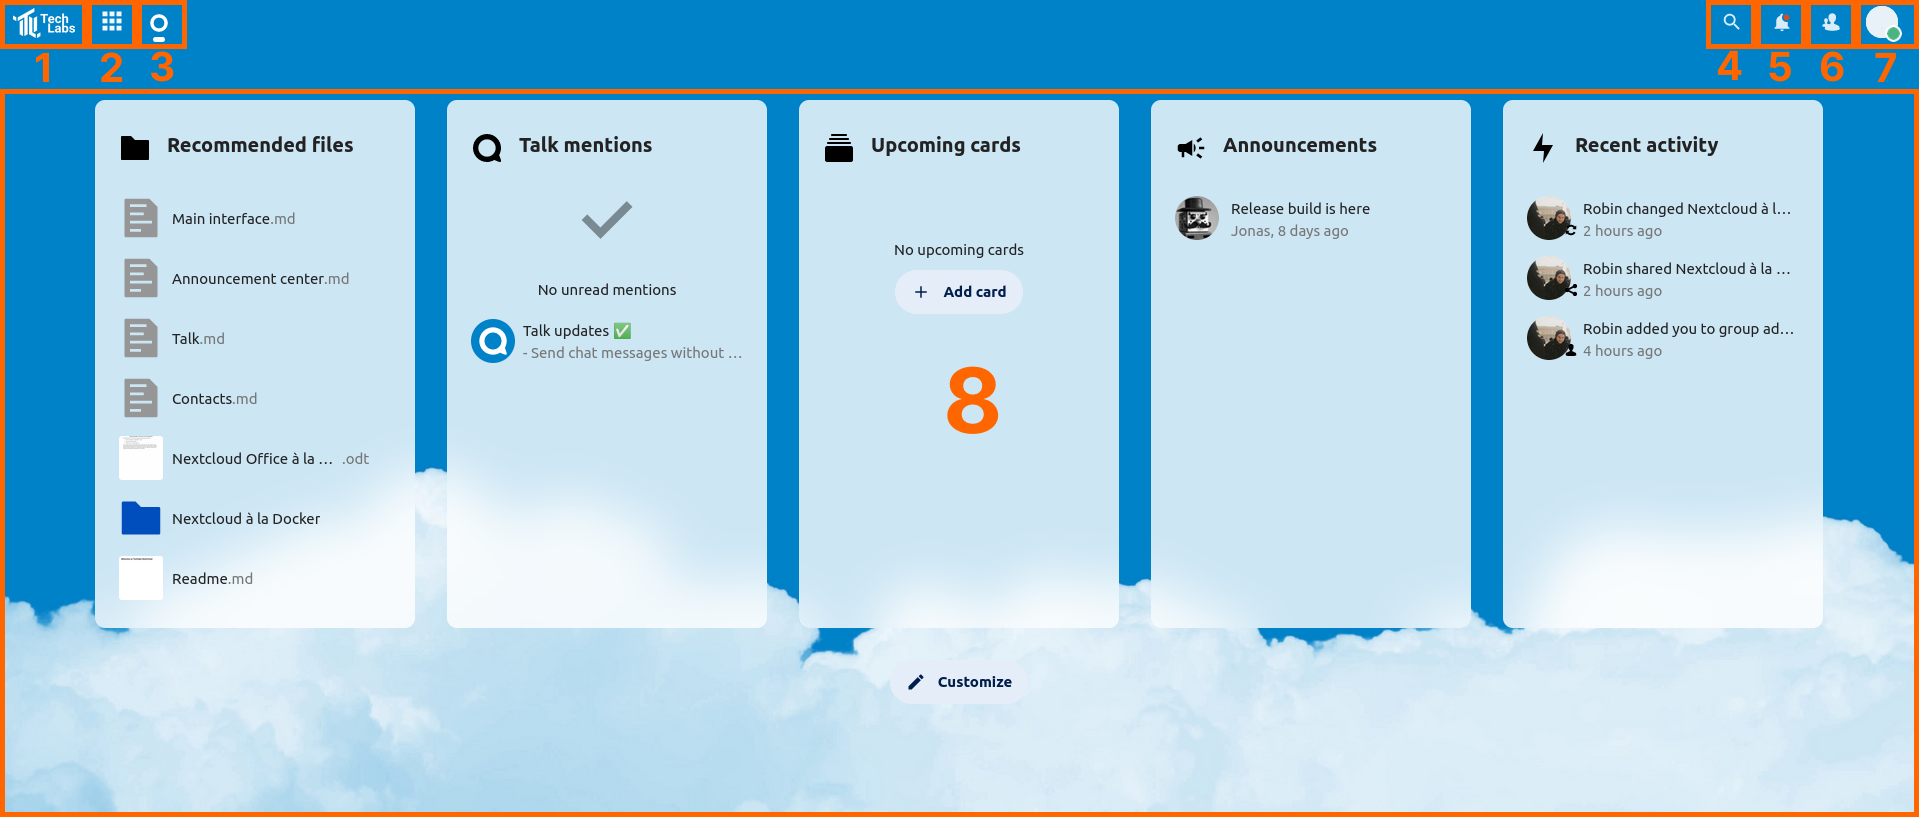 Tech
Labs
1
2
3
4
5
6
7
Recommended files
Main interface.md
Announcement center.md
Talk.md
Contacts.md
Nextcloud Office à la ... .odt
Nextcloud à la Docker
Readme.md
Talk mentions
No unread mentions
Talk updates ✅
- Send chat messages without ...
Upcoming cards
No upcoming cards
+ Add card
8
Announcements
Release build is here
Jonas, 8 days ago
Recent activity
Robin changed Nextcloud à l...
2 hours ago
Robin shared Nextcloud à la ...
2 hours ago
Robin added you to group ad...
4 hours ago
Customize